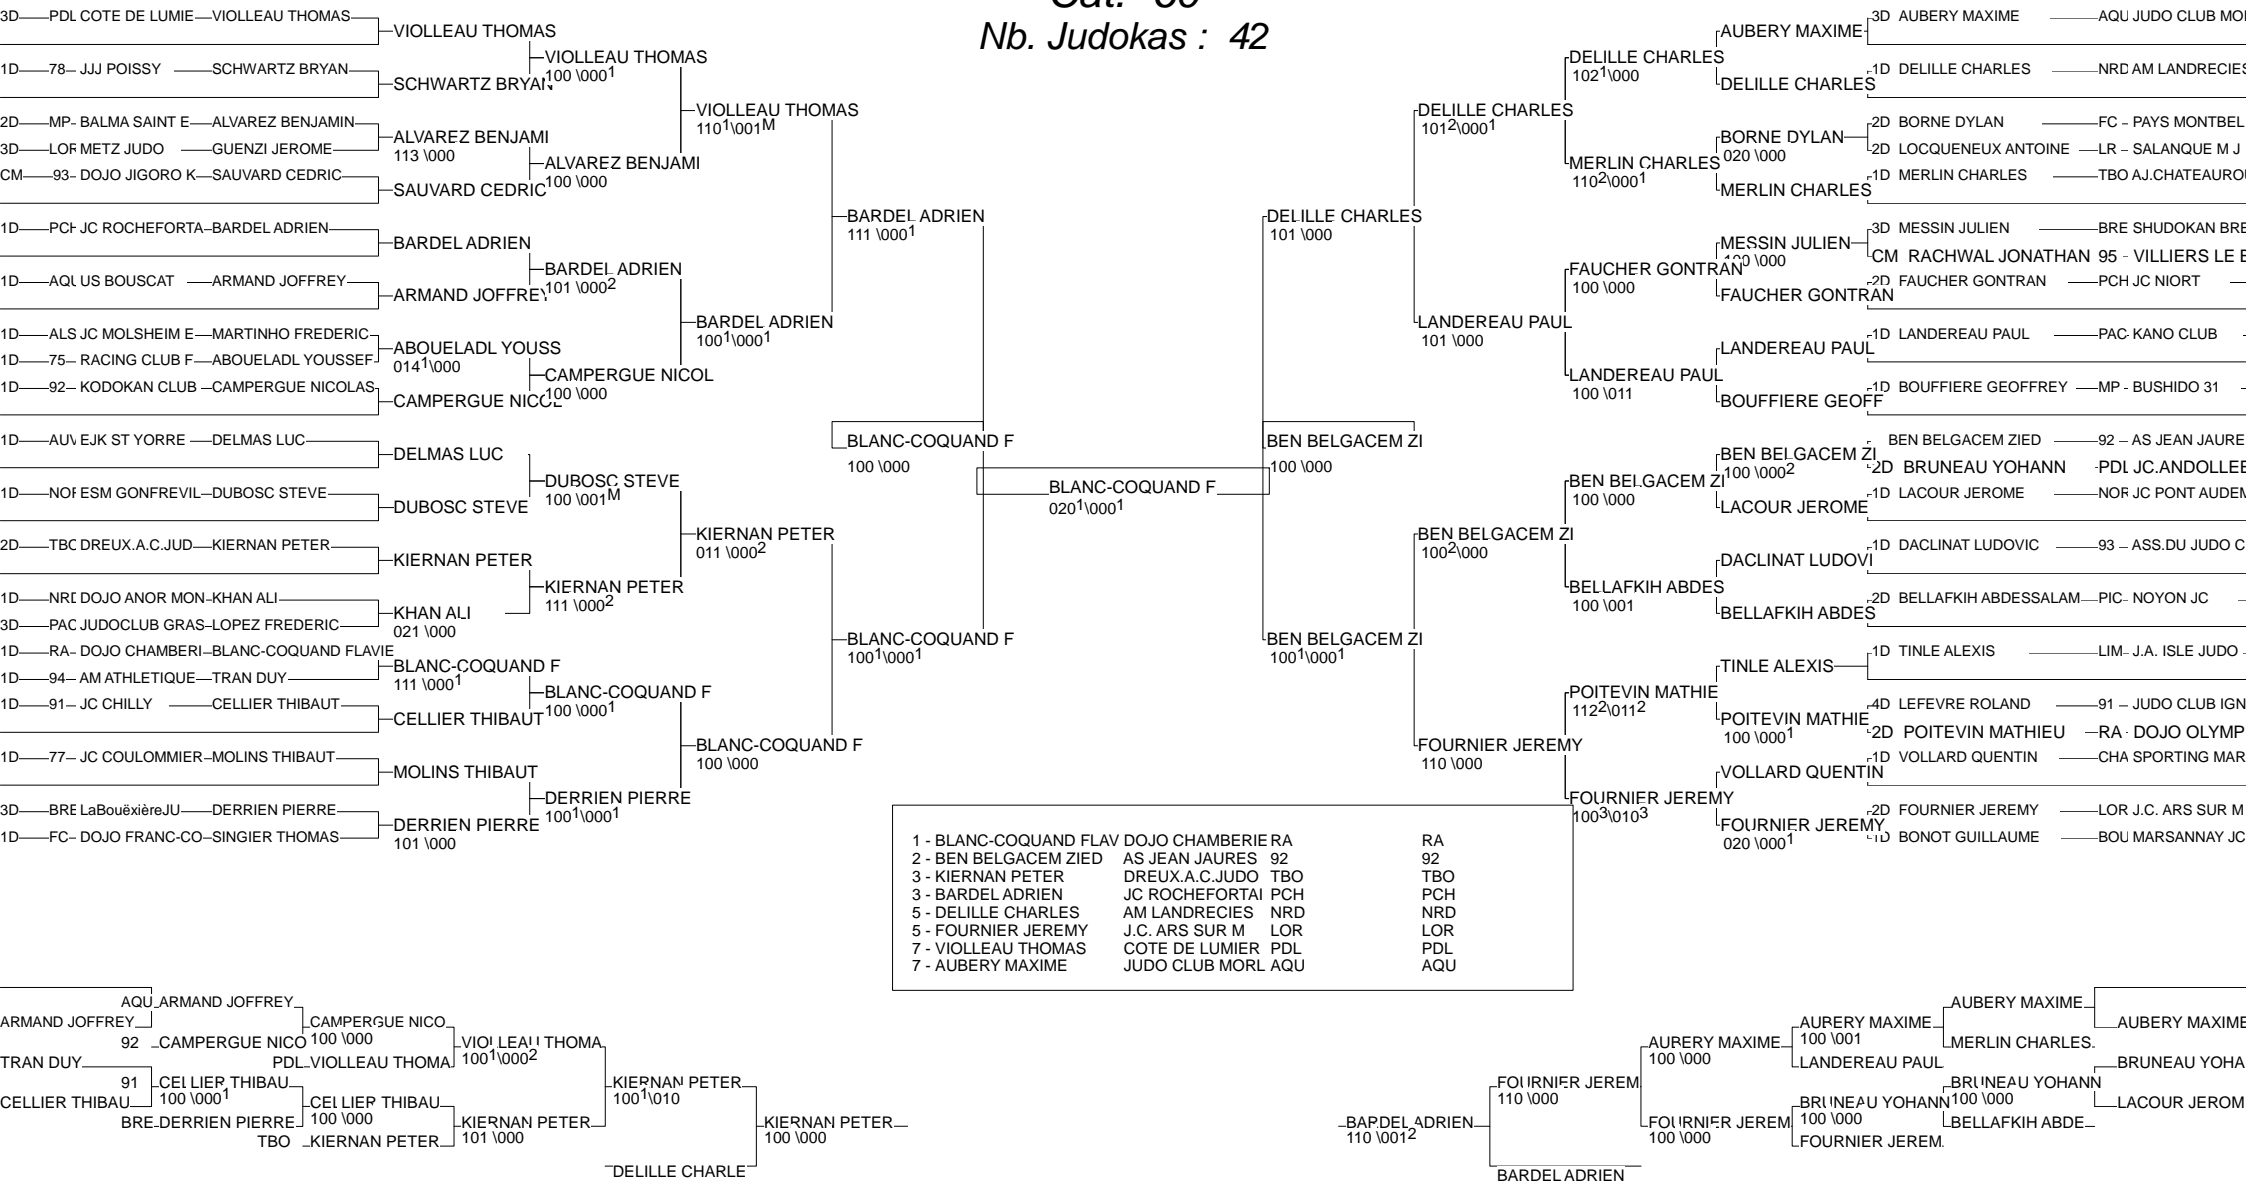 Nb. Judokas : 42
3D PDL COTE DE LUMIE VIOLLEAU THOMAS
1D 78 JJJ POISSY SCHWARTZ BRYAN
2D MP BALMA SAINT E ALVAREZ BENJAMIN
3D LOR METZ JUDO GUENZI JEROME
CM 93 DOJO JIGORO K SAUVARD CEDRIC
1D PCH JC ROCHEFORTA BARDEL ADRIEN
1D AQU US BOUSCAT ARMAND JOFFREY
1D ALS JC MOLSHEIM E MARTINHO FREDERIC
1D 75 RACING CLUB F ABOUELADL YOUSSEF
1D 92 KODOKAN CLUB CAMPERGUE NICOLAS
1D AUV EJK ST YORRE DELMAS LUC
1D NOR ESM GONFREVIL DUBOSC STEVE
2D TBO DREUX.A.C.JUD KIERNAN PETER
1D NRD DOJO ANOR MON KHAN ALI
3D PAC JUDOCLUB GRAS LOPEZ FREDERIC
1D RA DOJO CHAMBERI BLANC-COQUAND FLAVIE
1D 94 AM ATHLETIQUE TRAN DUY
1D 91 JC CHILLY CELLIER THIBAUT
1D 77 JC COULOMMIER MOLINS THIBAUT
3D BRE LaBouëxièreJU DERRIEN PIERRE
1D FC DOJO FRANC-CO SINGIER THOMAS
VIOLLEAU THOMAS
SCHWARTZ BRYAN
ALVAREZ BENJAMI
113 \000
SAUVARD CEDRIC
BARDEL ADRIEN
ARMAND JOFFREY
ABOUELADL YOUSS
014 1\000
CAMPERGUE NICOL
DELMAS LUC
DUBOSC STEVE
KIERNAN PETER
KHAN ALI
021 \000
BLANC-COQUAND F
111 \000 1
CELLIER THIBAUT
MOLINS THIBAUT
DERRIEN PIERRE
101 \000
VIOLLEAU THOMAS
100 \000 1
ALVAREZ BENJAMI
100 \000
BARDEL ADRIEN
101 \000 2
CAMPERGUE NICOL
100 \000
DUBOSC STEVE
100 \001 M
KIERNAN PETER
111 \000 2
BLANC-COQUAND F
100 \000 1
DERRIEN PIERRE
100 1\000 1
VIOLLEAU THOMAS
110 1\001 M
BARDEL ADRIEN
100 1\000 1
KIERNAN PETER
011 \000 2
BLANC-COQUAND F
100 \000
BARDEL ADRIEN
111 \000 1
BLANC-COQUAND F
100 \000
BLANC-COQUAND F
100 1\000 1
BLANC-COQUAND F
020 1\000 1
DELILLE CHARLES
101 \000
BEN BELGACEM ZI
100 \000
BEN BELGACEM ZI
100 1\000 1
DELILLE CHARLES
101 2\000 1
LANDEREAU PAUL
101 \000
BEN BELGACEM ZI
100 2\000
FOURNIER JEREMY
110 \000
DELILLE CHARLES
102 1\000
MERLIN CHARLES
110 2\000 1
FAUCHER GONTRAN
100 \000
LANDEREAU PAUL
100 \011
BEN BELGACEM ZI
100 \000
BELLAFKIH ABDES
100 \001
POITEVIN MATHIE
112 2\011 2
FOURNIER JEREMY
100 3\010 3
AUBERY MAXIME
DELILLE CHARLES
BORNE DYLAN
020 \000
MERLIN CHARLES
MESSIN JULIEN
100 \000
FAUCHER GONTRAN
LANDEREAU PAUL
BOUFFIERE GEOFF
BEN BELGACEM ZI
100 \000 2
LACOUR JEROME
DACLINAT LUDOVI
BELLAFKIH ABDES
TINLE ALEXIS
POITEVIN MATHIE
100 \000 1
VOLLARD QUENTIN
FOURNIER JEREMY
020 \000 1
3D AUBERY MAXIME AQU JUDO CLUB MO
1D DELILLE CHARLES NRD AM LANDRECIES
2D BORNE DYLAN FC - PAYS MONTBEL
2D LOCQUENEUX ANTOINE LR - SALANQUE M J
1D MERLIN CHARLES TBO AJ.CHATEAUROU
3D MESSIN JULIEN BRE SHUDOKAN BRE
CM RACHWAL JONATHAN 95 - VILLIERS LE B
2D FAUCHER GONTRAN PCH JC NIORT
1D LANDEREAU PAUL PAC KANO CLUB
1D BOUFFIERE GEOFFREY MP - BUSHIDO 31
BEN BELGACEM ZIED 92 - AS JEAN JAURE
2D BRUNEAU YOHANN PDL JC.ANDOLLEE
1D LACOUR JEROME NOR JC PONT AUDEM
1D DACLINAT LUDOVIC 93 - ASS.DU JUDO C
2D BELLAFKIH ABDESSALAM PIC NOYON JC
1D TINLE ALEXIS LIM J.A. ISLE JUDO
4D LEFEVRE ROLAND 91 - JUDO CLUB IGN
2D POITEVIN MATHIEU RA - DOJO OLYMP
1D VOLLARD QUENTIN CHA SPORTING MAR
2D FOURNIER JEREMY LOR J.C. ARS SUR M
1D BONOT GUILLAUME BOU MARSANNAY JC
1 - BLANC-COQUAND FLAV DOJO CHAMBERIE RA RA
2 - BEN BELGACEM ZIED AS JEAN JAURES 92 92
3 - KIERNAN PETER DREUX.A.C.JUDO TBO TBO
3 - BARDEL ADRIEN JC ROCHEFORTAI PCH PCH
5 - DELILLE CHARLES AM LANDRECIES NRD NRD
5 - FOURNIER JEREMY J.C. ARS SUR M LOR LOR
7 - VIOLLEAU THOMAS COTE DE LUMIER PDL PDL
7 - AUBERY MAXIME JUDO CLUB MORL AQU AQU
ARMAND JOFFREY
TRAN DUY
CELLIER THIBAU
AQU ARMAND JOFFREY
92 CAMPERGUE NICO
91 CELLIER THIBAU
100 \000 1
BRE DERRIEN PIERRE
CAMPERGUE NICO
100 \000
PDL VIOLLEAU THOMA
CELLIER THIBAU
100 \000
TBO KIERNAN PETER
VIOLLEAU THOMA
100 1\000 2
KIERNAN PETER
101 \000
KIERNAN PETER
100 1\010
DELILLE CHARLE
KIERNAN PETER
100 \000
BARDEL ADRIEN
110 \001 2
FOURNIER JEREM
110 \000
BARDEL ADRIEN
AUBERY MAXIME
100 \000
FOURNIER JEREM
100 \000
AUBERY MAXIME
100 \001
LANDEREAU PAUL
BRUNEAU YOHANN
100 \000
FOURNIER JEREM
AUBERY MAXIME
MERLIN CHARLES
BRUNEAU YOHANN
100 \000
BELLAFKIH ABDE
AUBERY MAXIME
BRUNEAU YOHA
LACOUR JEROM